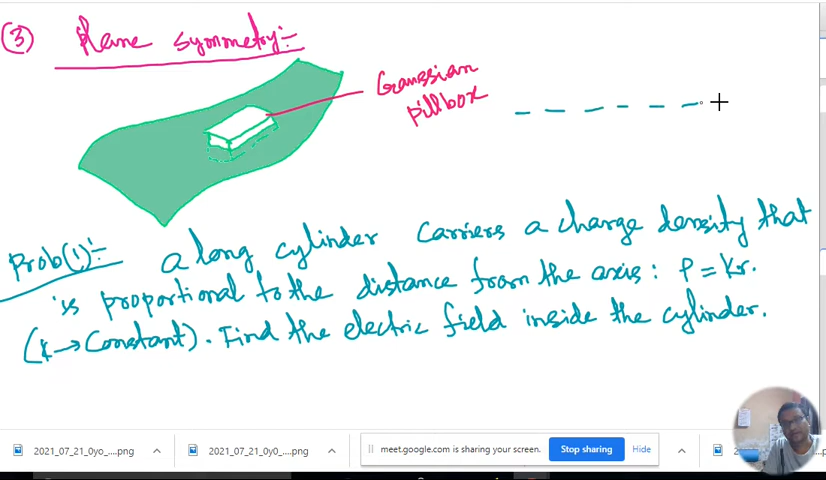 (3) Plane symmetry:-
Gaussian
pillbox
Prob(1):- A long cylinder carriers a charge density that
is proportional to the distance from the axis: ρ = Kr.
(K → Constant). Find the electric field inside the cylinder.
2021_07_21_0yo_....png
2021_07_21_0y0_....png
meet.google.com is sharing your screen.
Stop sharing
Hide